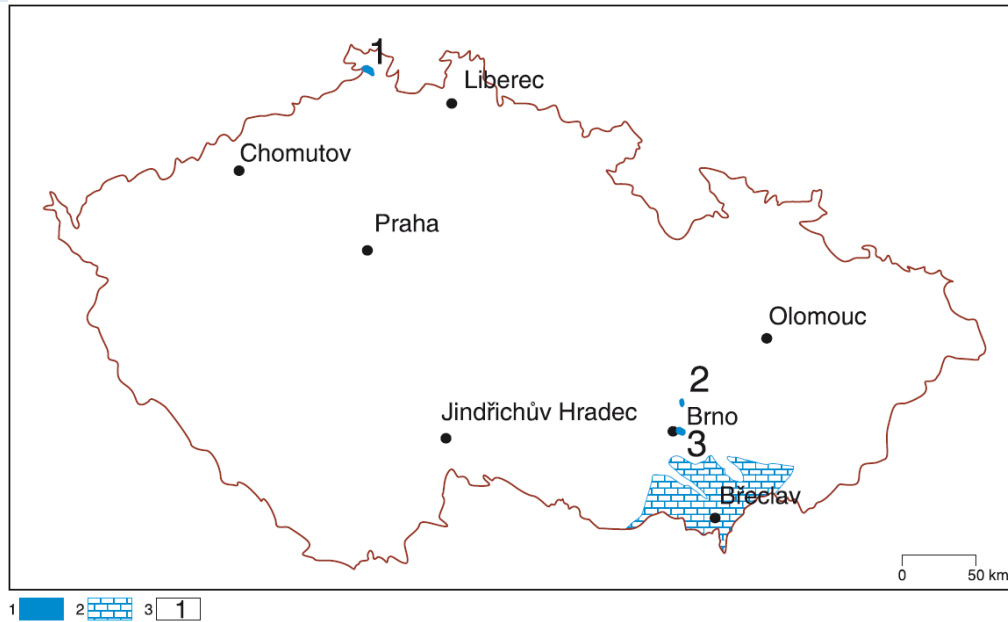 1
Liberec
Chomutov
Praha
Olomouc
2
Jindřichův Hradec
Brno
3
Břeclav
0 50 km
1 2 3 1